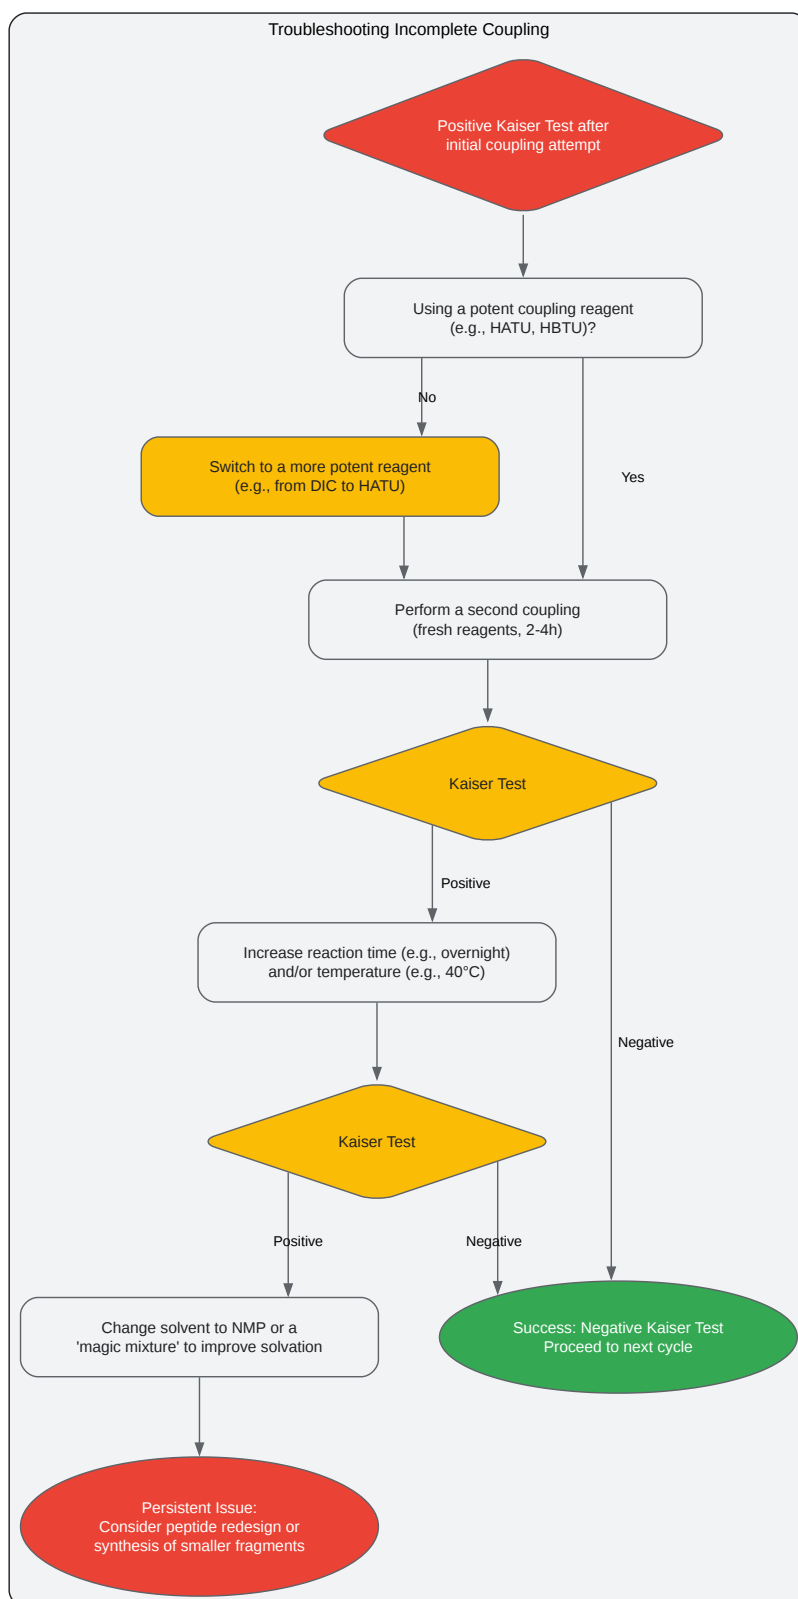 Troubleshooting Incomplete Coupling
Positive Kaiser Test after
initial coupling attempt
Using a potent coupling reagent
(e.g., HATU, HBTU)?
No
Switch to a more potent reagent
(e.g., from DIC to HATU)
Yes
Perform a second coupling
(fresh reagents, 2-4h)
Kaiser Test
Positive
Increase reaction time (e.g., overnight)
and/or temperature (e.g., 40°C)
Negative
Kaiser Test
Positive
Negative
Change solvent to NMP or a
'magic mixture' to improve solvation
Success: Negative Kaiser Test
Proceed to next cycle
Persistent Issue:
Consider peptide redesign or
synthesis of smaller fragments